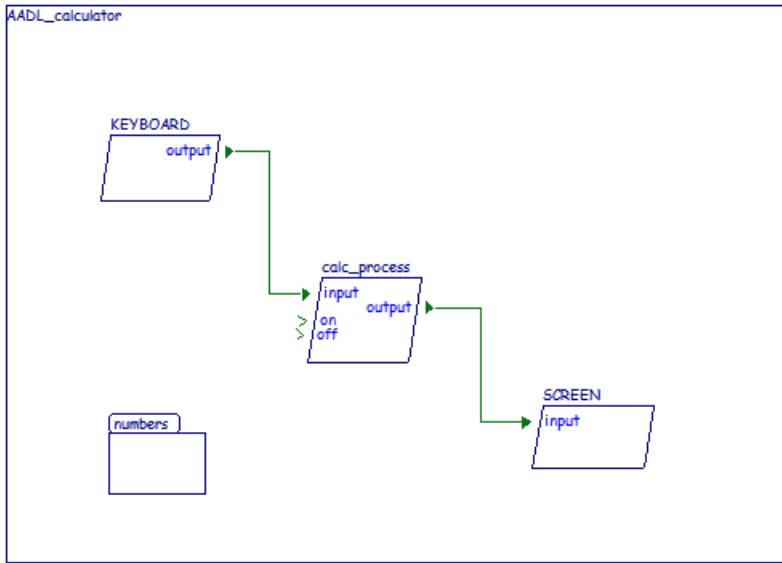 AADL_calculator
KEYBOARD
output
calc_process
input
output
on
off
SCREEN
input
numbers